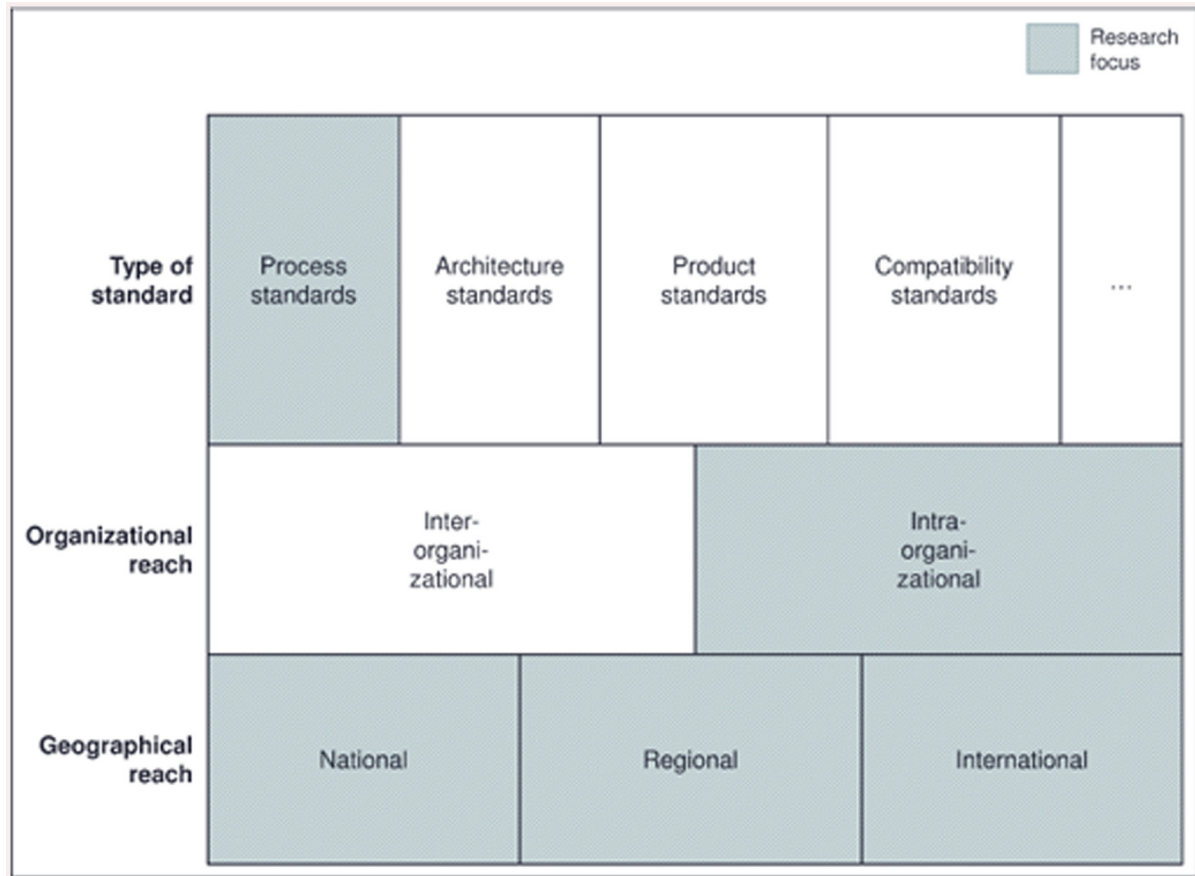 Research
focus
Type of
standard
Process
standards
Architecture
standards
Product
standards
Compatibility
standards
...
Organizational
reach
Inter-
organi-
zational
Intra-
organi-
zational
Geographical
reach
National
Regional
International